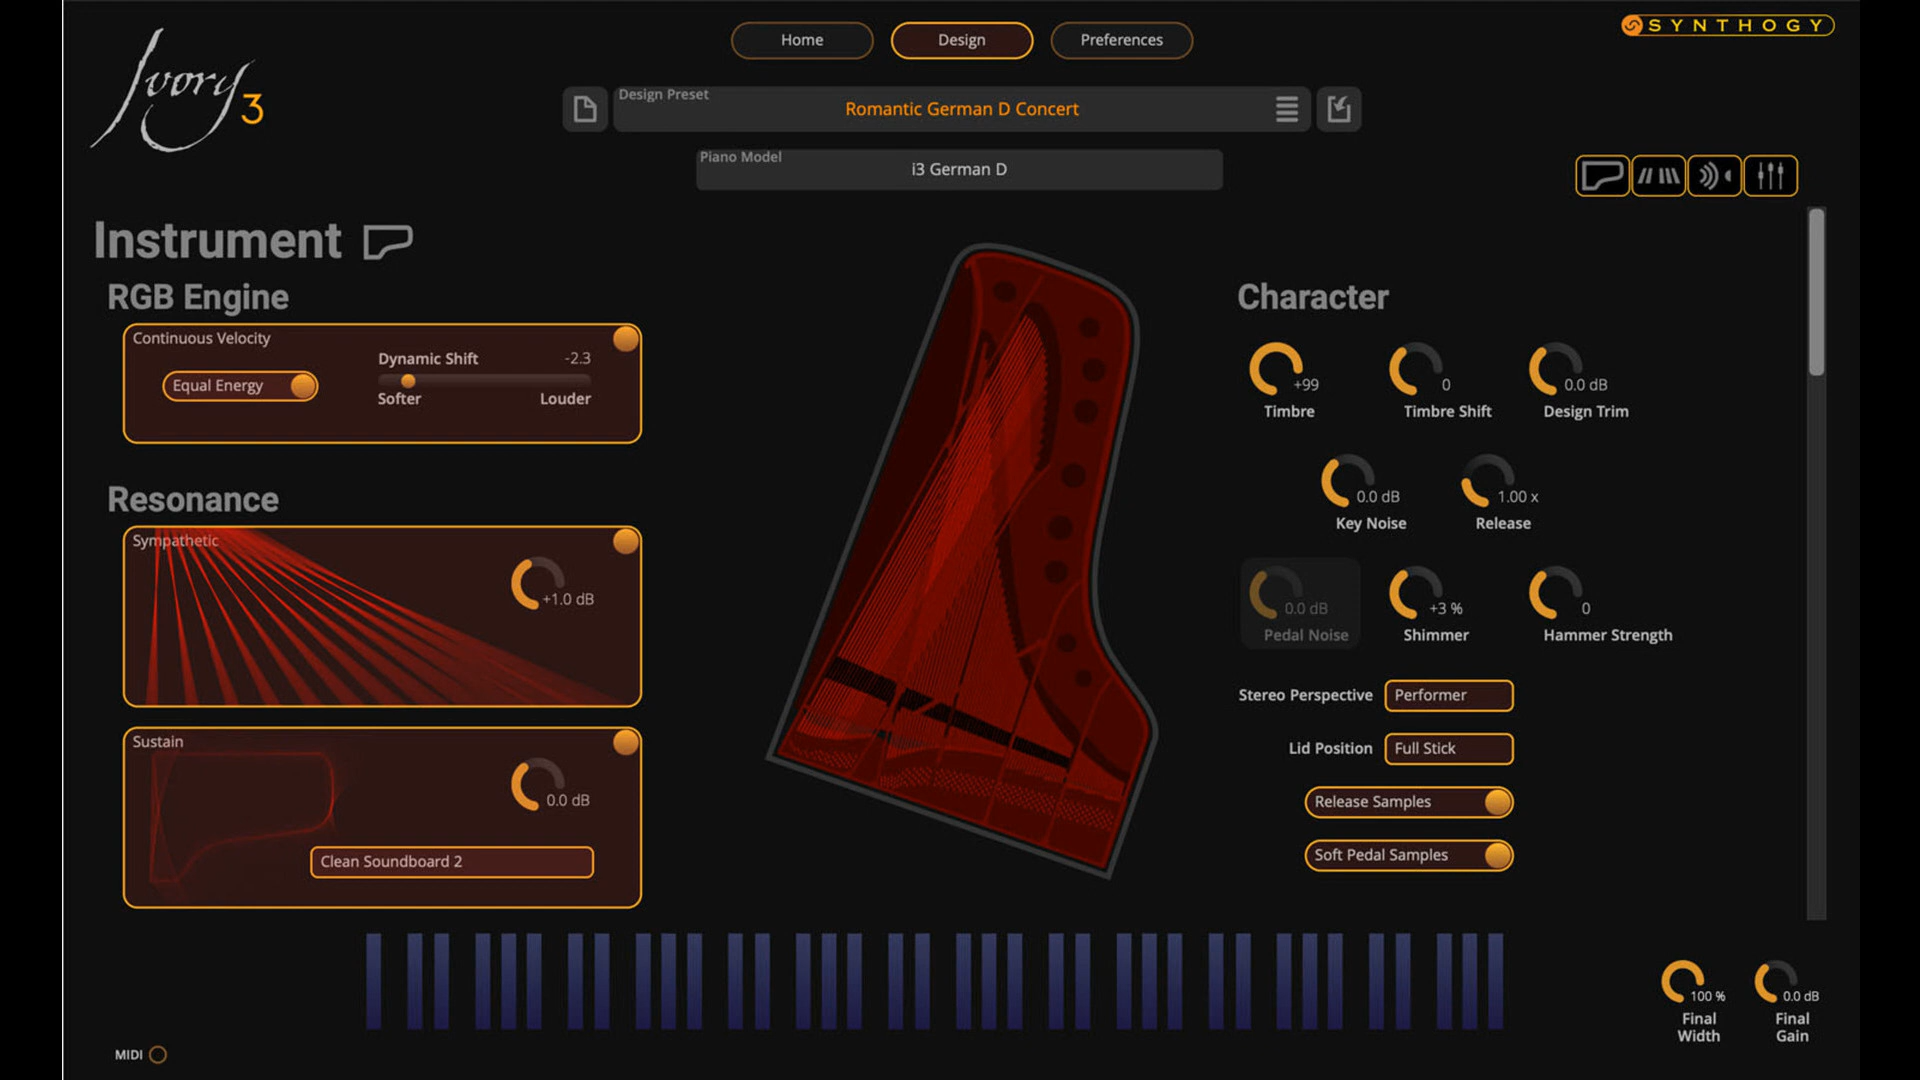 Ivory 3
Home
Design
Preferences
SYNTHOGY
Design Preset
Romantic German D Concert
Piano Model
i3 German D
Instrument
RGB Engine
Continuous Velocity
Equal Energy
Dynamic Shift
-2.3
Softer
Louder
Resonance
Sympathetic
+1.0 dB
Sustain
0.0 dB
Clean Soundboard 2
Character
+99
Timbre
0
Timbre Shift
0.0 dB
Design Trim
0.0 dB
Key Noise
1.00 x
Release
0.0 dB
Pedal Noise
+3 %
Shimmer
0
Hammer Strength
Stereo Perspective
Performer
Lid Position
Full Stick
Release Samples
Soft Pedal Samples
100 %
Final
Width
0.0 dB
Final
Gain
MIDI